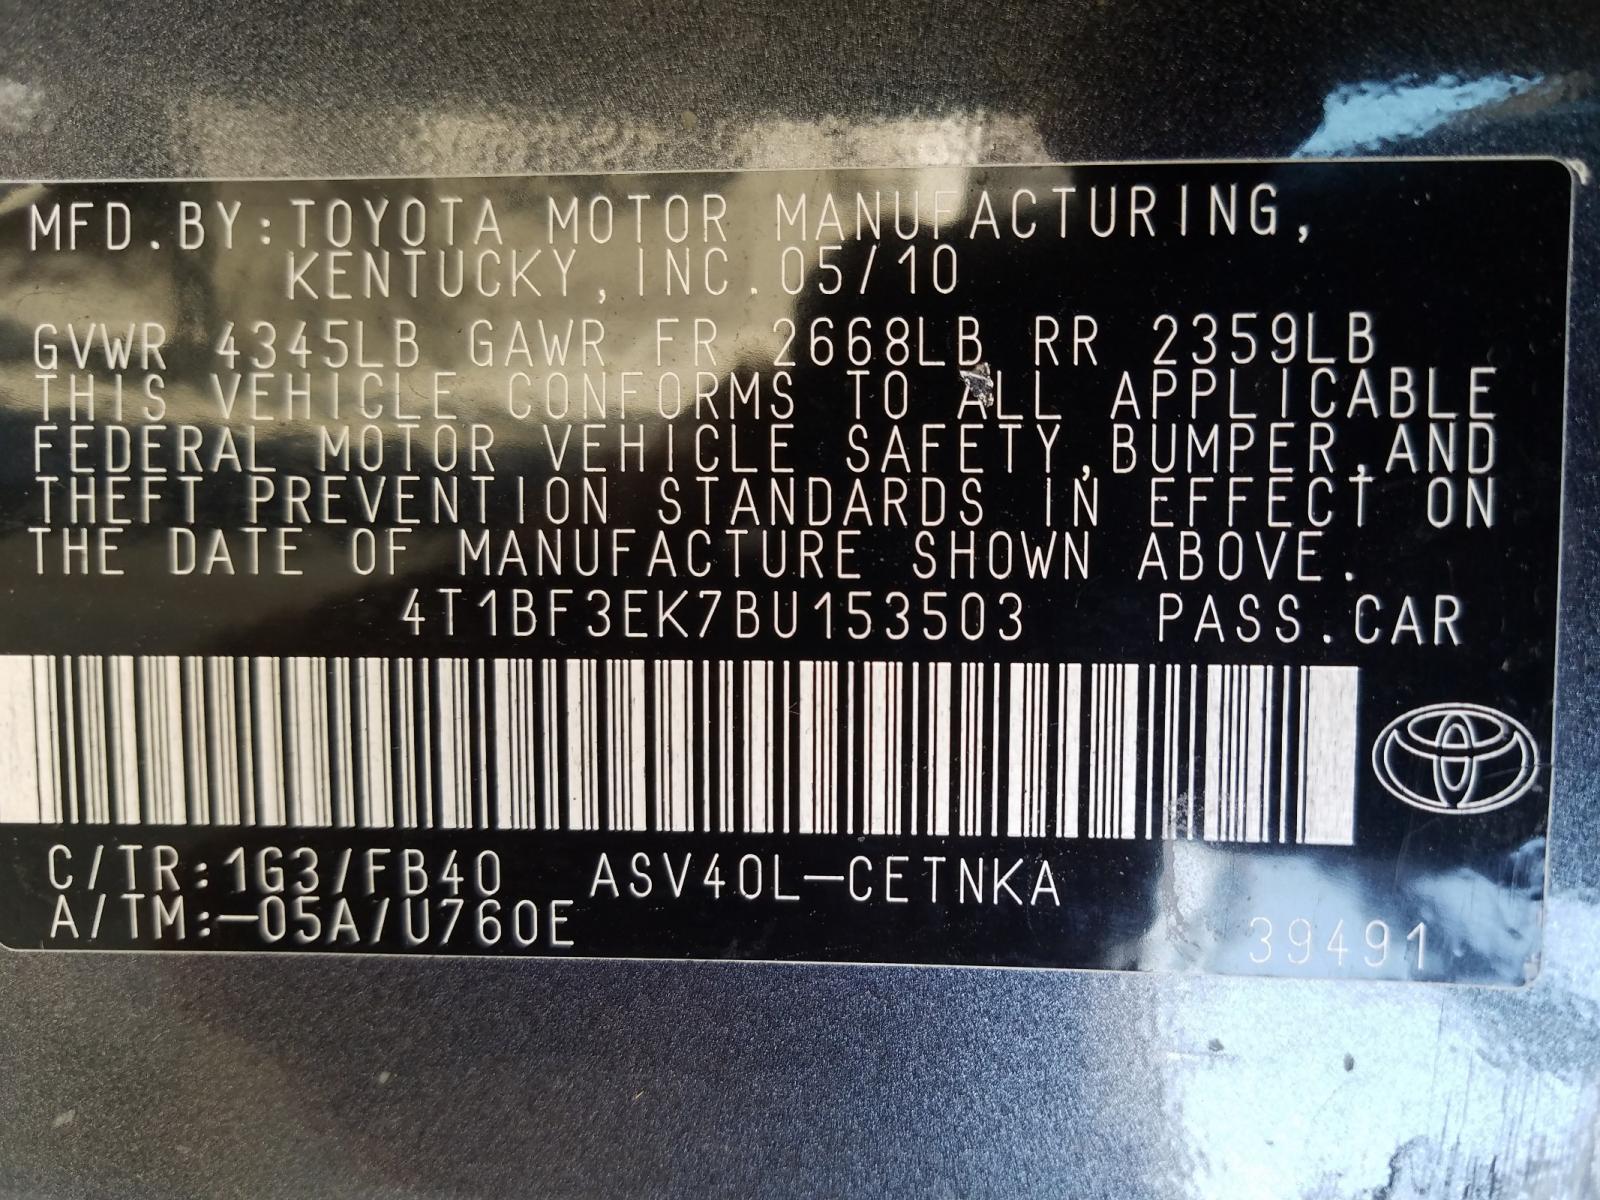 MFD.BY:TOYOTA MOTOR MANUFACTURING,
KENTUCKY,INC.05/10
GVWR 4345LB GAWR FR 2668LB RR 2359LB
THIS VEHICLE CONFORMS TO ALL APPLICABLE
FEDERAL MOTOR VEHICLE SAFETY,BUMPER,AND
THEFT PREVENTION STANDARDS IN EFFECT ON
THE DATE OF MANUFACTURE SHOWN ABOVE.
4T1BF3EK7BU153503 PASS.CAR
C/TR:1G3/FB40 ASV40L-CETNKA
A/TM:-05A/U760E
39491